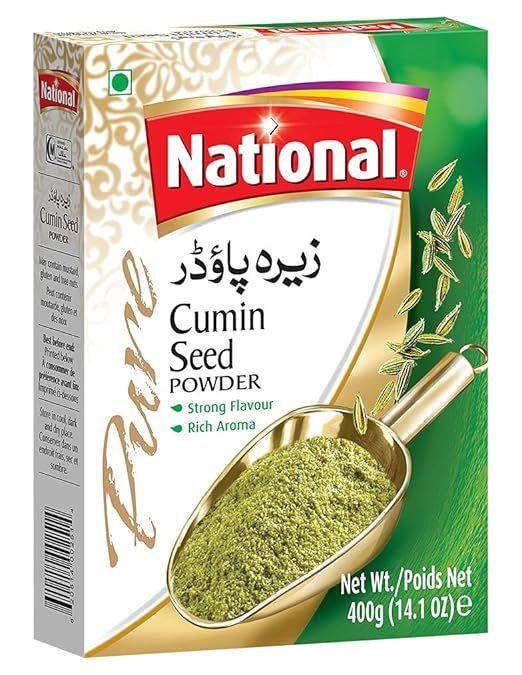 National
®
زیرہ پاؤڈر
Cumin
Seed
POWDER
Strong Flavour
Rich Aroma
Pure
Net Wt./Poids Net
400g (14.1 OZ) e
National
زیرہ پاؤڈر
Cumin Seed
POWDER
May contain mustard,
gluten and tree nuts
Peut contenir
moutarde, gluten et
des noix
Best before end:
Printed below
A consommer de
préférence avant fin:
Imprimé ci-dessous
Store in cool, dark
and dry place.
Conserver dans un
endroit frais, sec et
sombre.